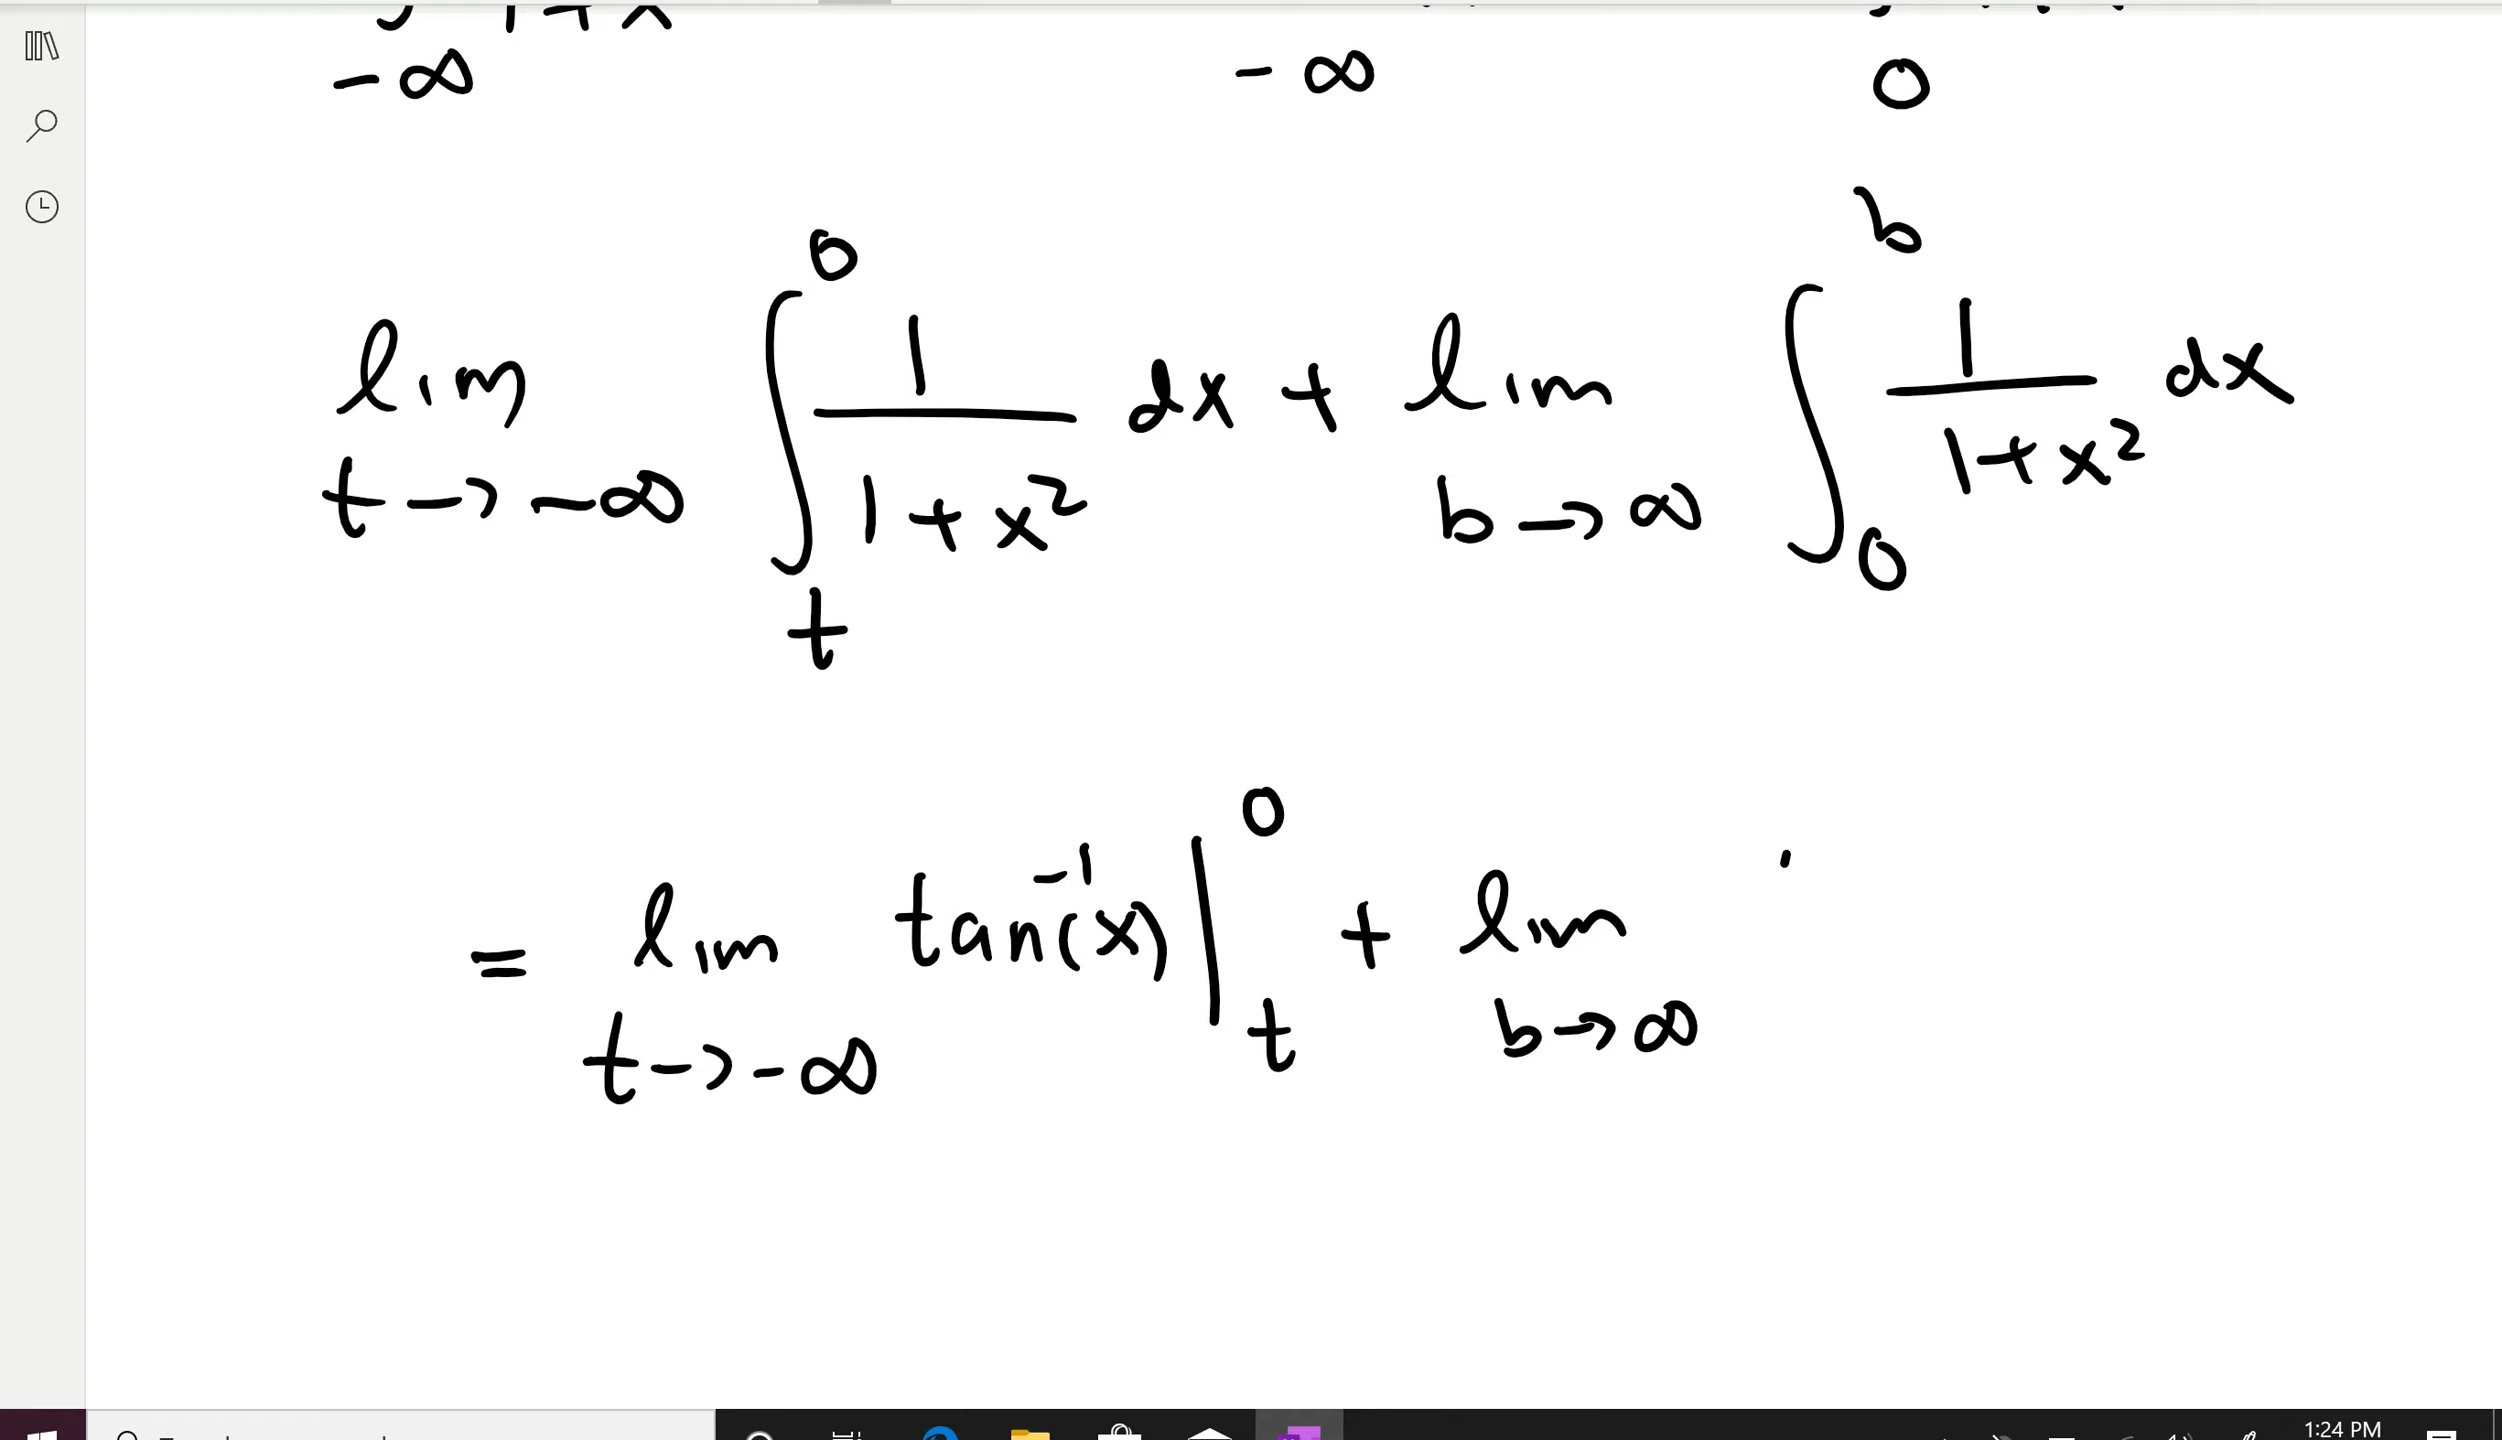 -∞ -∞ 0
lim t→-∞ ∫_t^0 1/(1+x²) dx + lim b→∞ ∫_0^b 1/(1+x²) dx
= lim t→-∞ tan⁻¹(x) |_t^0 + lim b→∞
1:24 PM